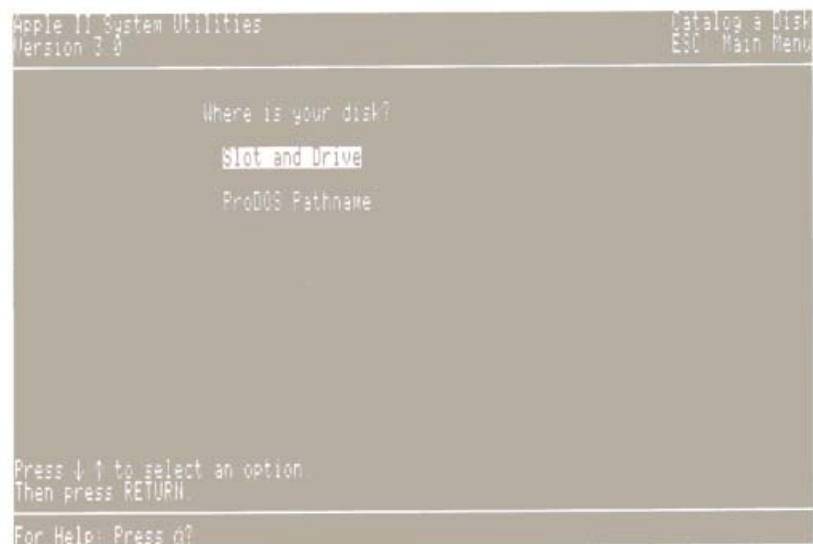 Apple II System Utilities
Version 3.0
Catalog a Disk
ESC: Main Menu
Where is your disk?
Slot and Drive
ProDOS Pathname
Press ↓ ↑ to select an option.
Then press RETURN.
For Help: Press ⌂?